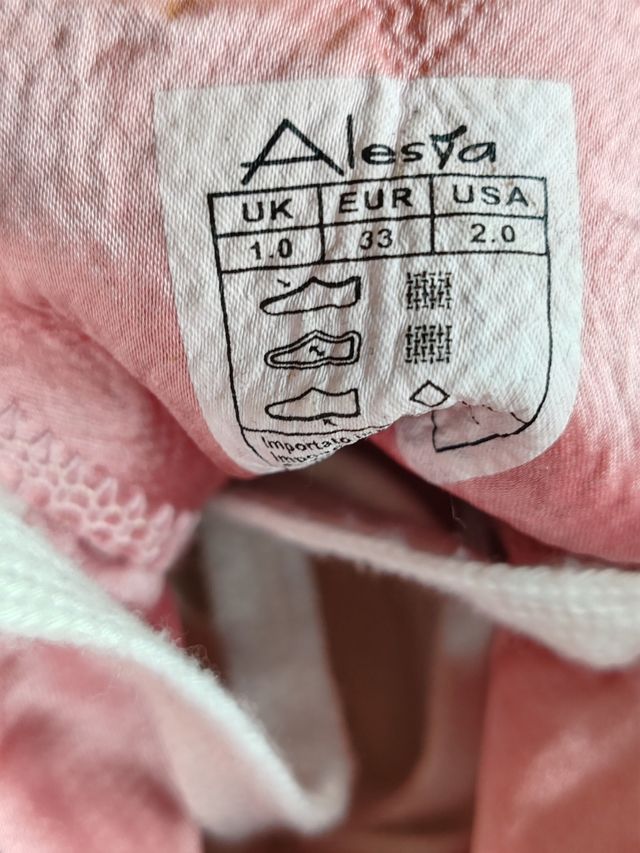 Alesya
UK EUR USA
1.0 33 2.0
Importato